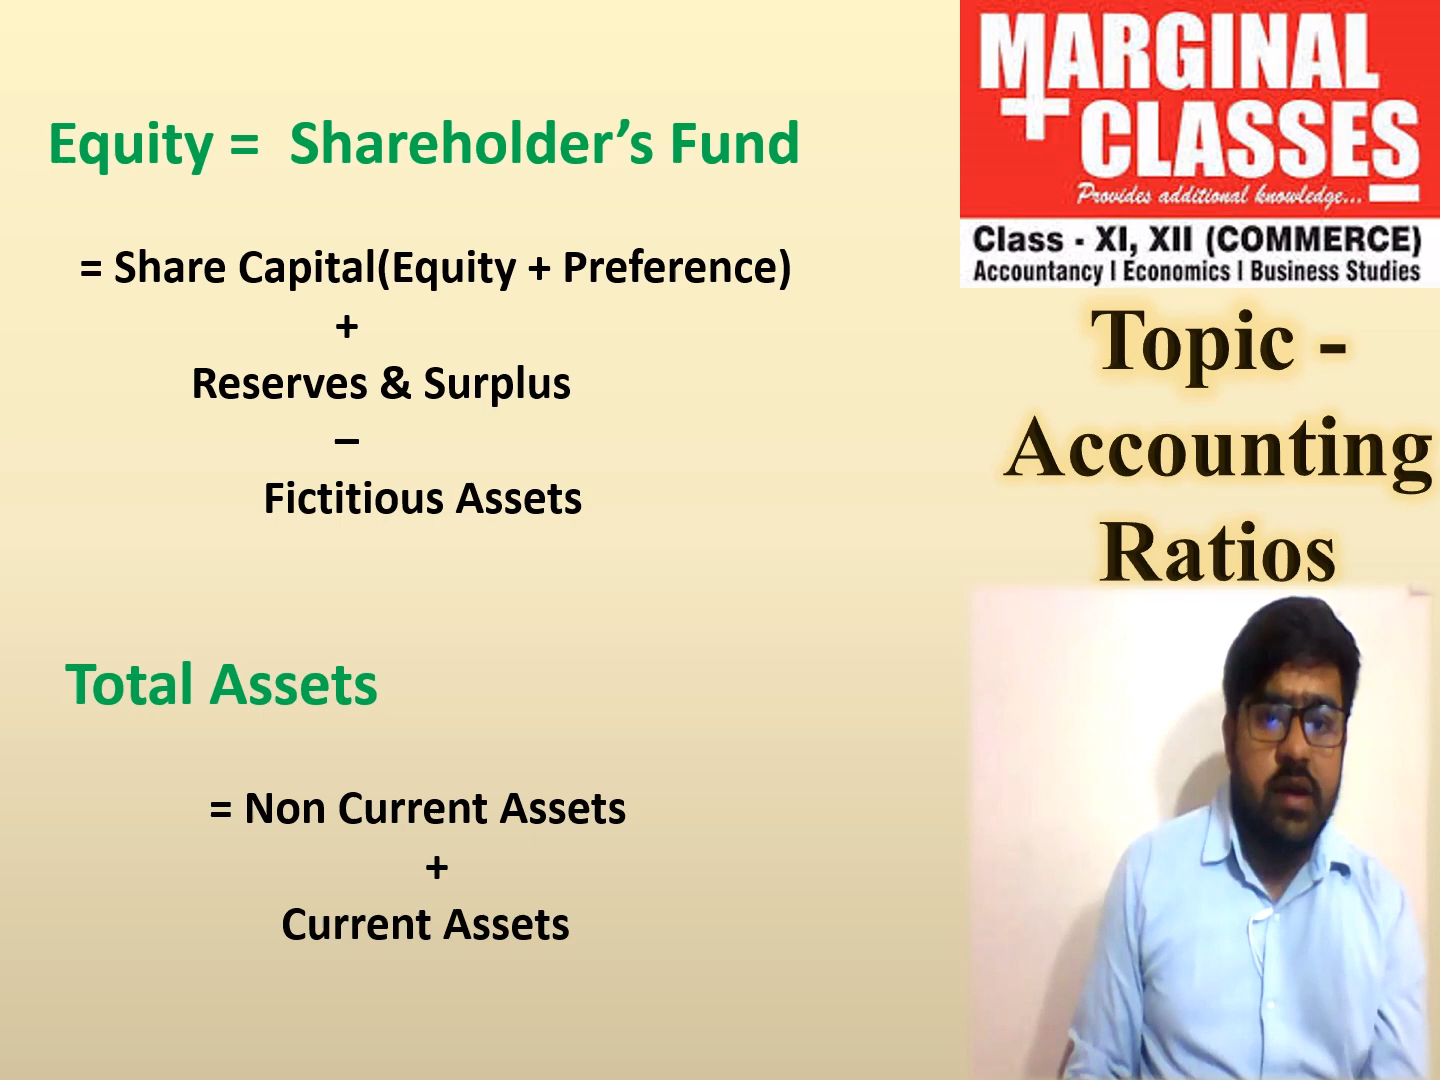 Equity = Shareholder’s Fund
= Share Capital(Equity + Preference)
+
Reserves & Surplus
–
Fictitious Assets
Total Assets
= Non Current Assets
+
Current Assets
MARGINAL
+ CLASSES
Provides additional knowledge...
Class - XI, XII (COMMERCE)
Accountancy | Economics | Business Studies
Topic -
Accounting
Ratios